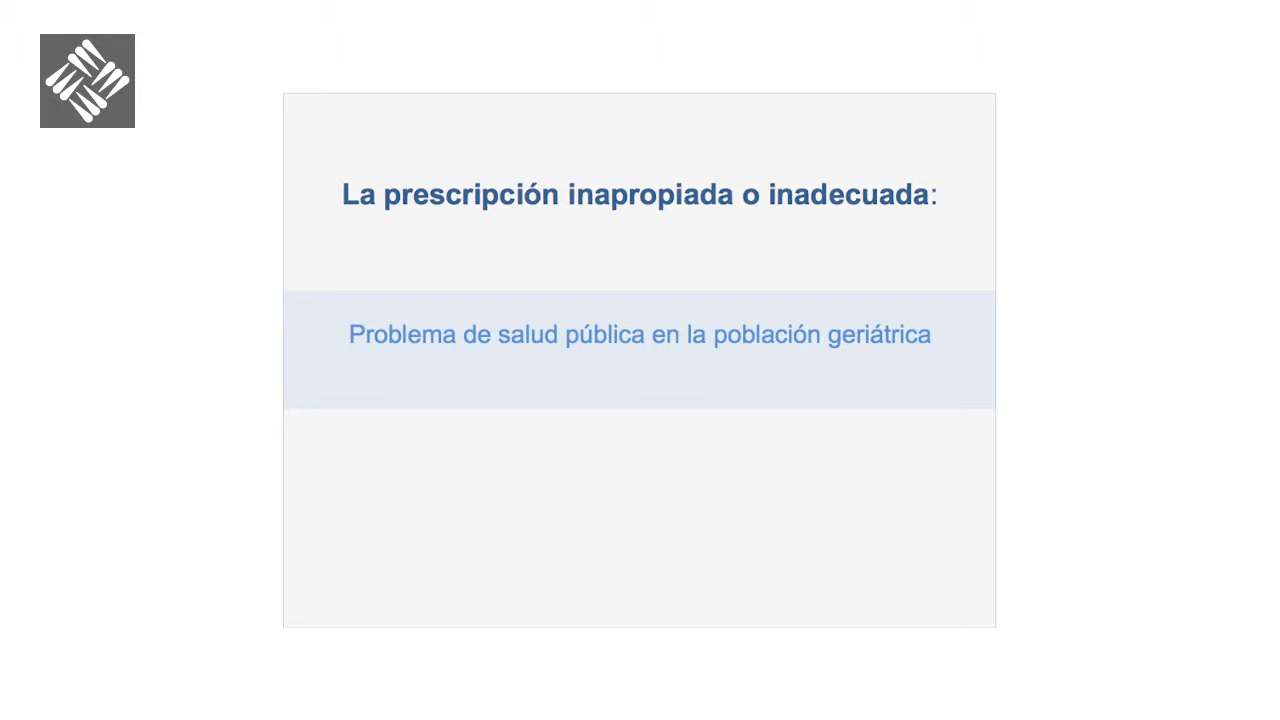 La prescripción inapropiada o inadecuada:
Problema de salud pública en la población geriátrica